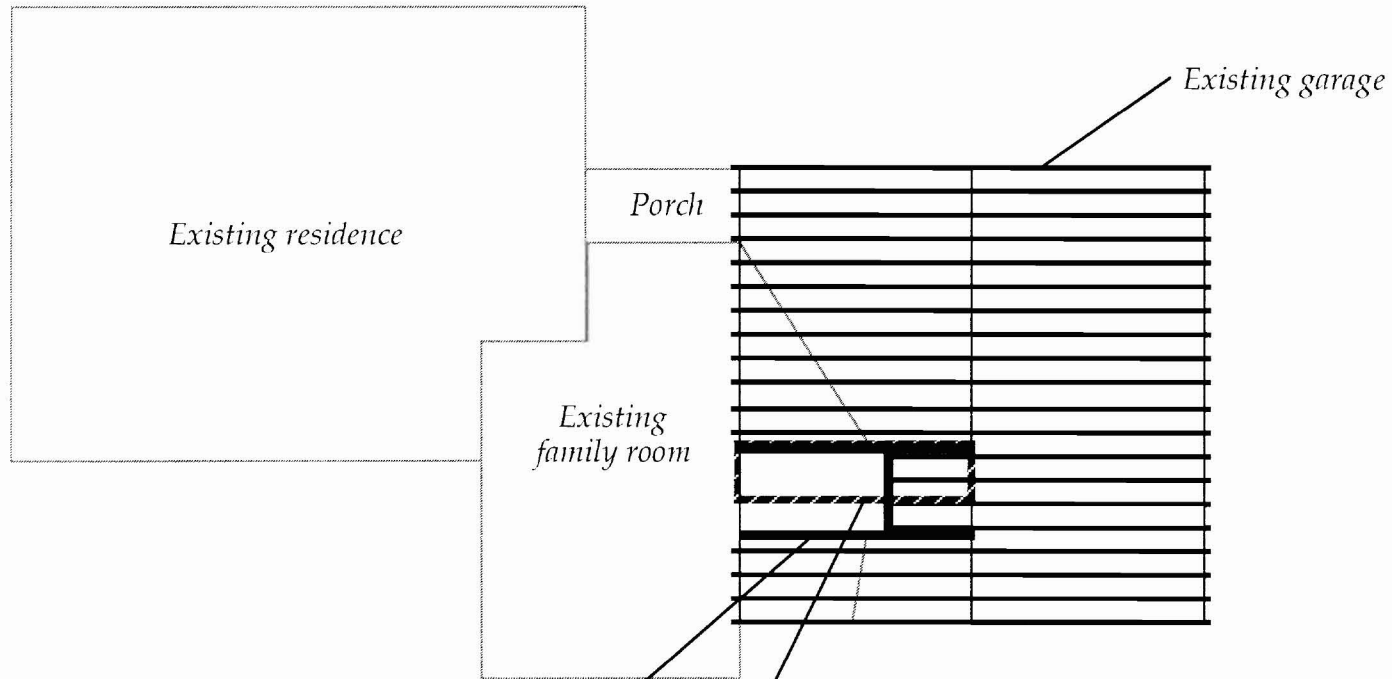 Existing garage
Porch
Existing residence
Existing
family room